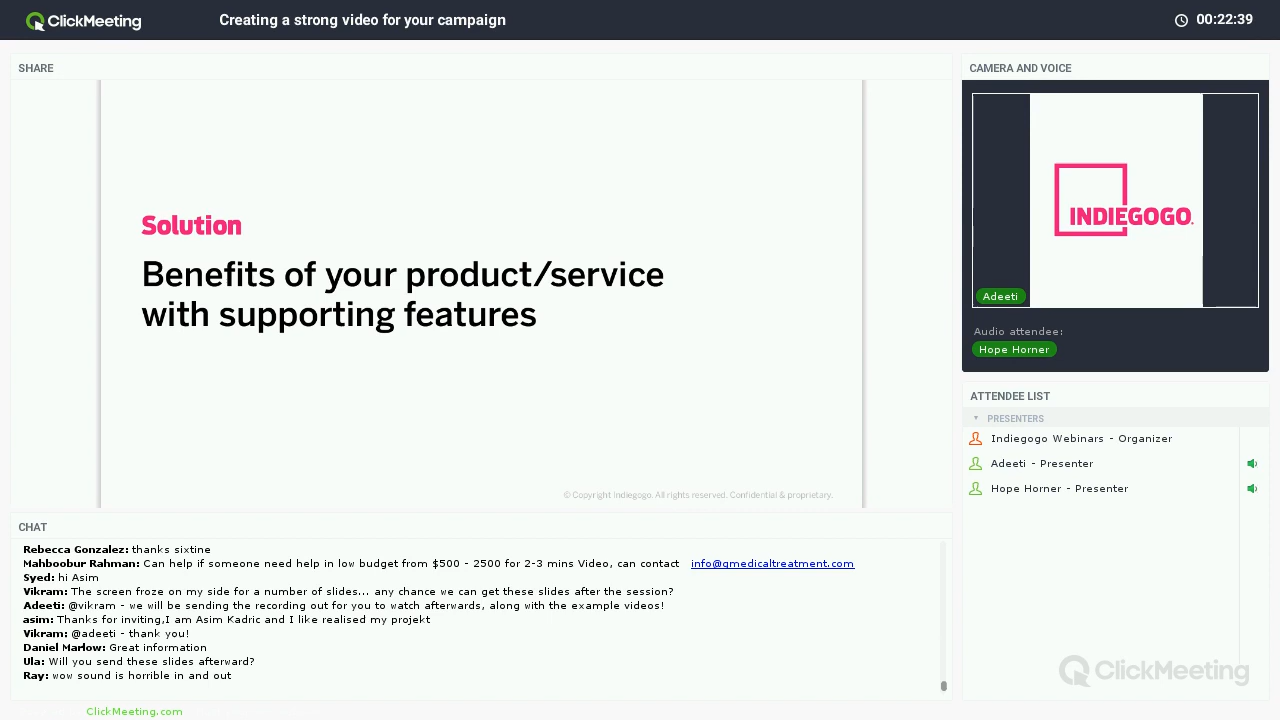 ClickMeeting
Creating a strong video for your campaign
00:22:39
SHARE
Solution
Benefits of your product/service
with supporting features
© Copyright Indiegogo. All rights reserved. Confidential & proprietary.
CAMERA AND VOICE
INDIEGOGO.
Adeeti
Audio attendee:
Hope Horner
ATTENDEE LIST
PRESENTERS
Indiegogo Webinars - Organizer
Adeeti - Presenter
Hope Horner - Presenter
CHAT
Rebecca Gonzalez: thanks sixtine
Mahboobur Rahman: Can help if someone need help in low budget from $500 - 2500 for 2-3 mins Video, can contact info@gmedicaltreatment.com
Syed: hi Asim
Vikram: The screen froze on my side for a number of slides... any chance we can get these slides after the session?
Adeeti: @vikram - we will be sending the recording out for you to watch afterwards, along with the example videos!
asim: Thanks for inviting,I am Asim Kadric and I like realised my projekt
Vikram: @adeeti - thank you!
Daniel Marlow: Great information
Ula: Will you send these slides afterward?
Ray: wow sound is horrible in and out
ClickMeeting
ClickMeeting.com